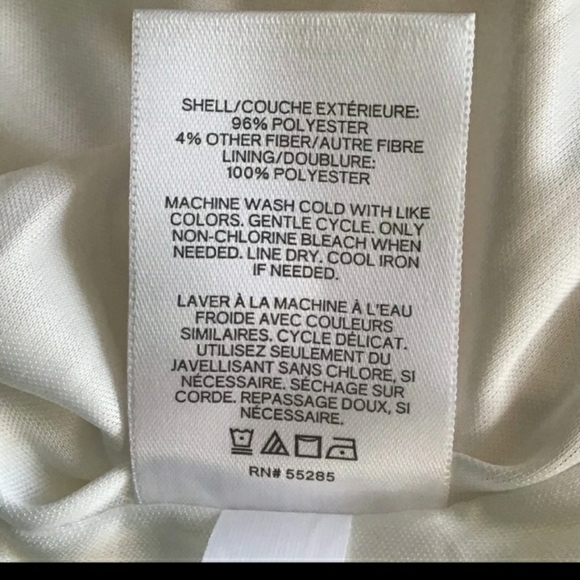 SHELL/COUCHE EXTÉRIEURE:
96% POLYESTER
4% OTHER FIBER/AUTRE FIBRE
LINING/DOUBLURE:
100% POLYESTER
MACHINE WASH COLD WITH LIKE
COLORS. GENTLE CYCLE. ONLY
NON-CHLORINE BLEACH WHEN
NEEDED. LINE DRY. COOL IRON
IF NEEDED.
LAVER À LA MACHINE À L'EAU
FROIDE AVEC COULEURS
SIMILAIRES. CYCLE DÉLICAT.
UTILISEZ SEULEMENT DU
JAVELLISANT SANS CHLORE, SI
NÉCESSAIRE. SÉCHAGE SUR
CORDE. REPASSAGE DOUX, SI
NÉCESSAIRE.
RN# 55285